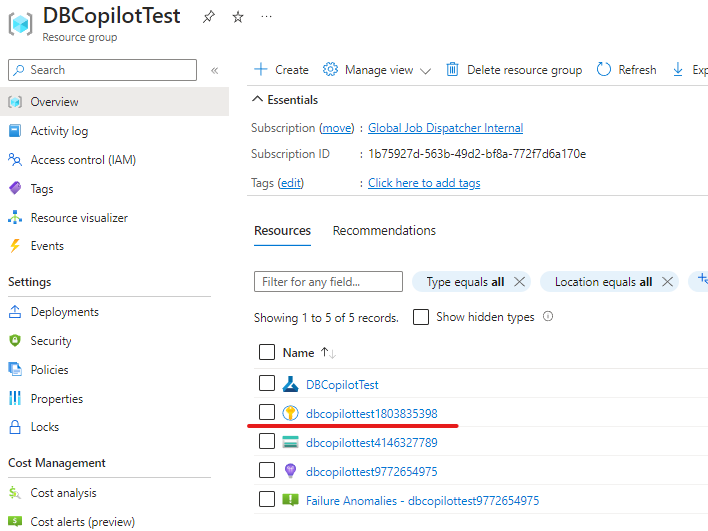 DBCopilotTest
Resource group
Search
Overview
Activity log
Access control (IAM)
Tags
Resource visualizer
Events
Settings
Deployments
Security
Policies
Properties
Locks
Cost Management
Cost analysis
Cost alerts (preview)
Create Manage view Delete resource group Refresh Exp
Essentials
Subscription (move) : Global Job Dispatcher Internal
Subscription ID : 1b75927d-563b-49d2-bf8a-772f7d6a170e
Tags (edit) : Click here to add tags
Resources Recommendations
Filter for any field... Type equals all Location equals all
Showing 1 to 5 of 5 records. Show hidden types
Name
DBCopilotTest
dbcopilottest1803835398
dbcopilottest4146327789
dbcopilottest9772654975
Failure Anomalies - dbcopilottest9772654975